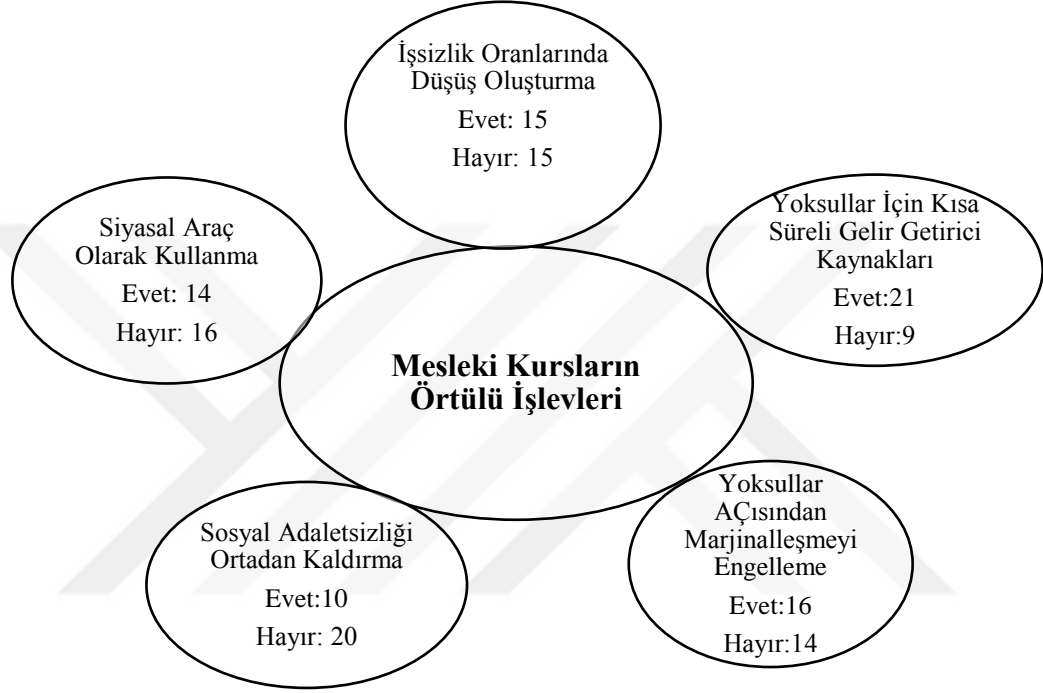 İşsizlik Oranlarında
Düşüş Oluşturma
Evet: 15
Hayır: 15
Siyasal Araç
Olarak Kullanma
Evet: 14
Hayır: 16
Yoksullar İçin Kısa
Süreli Gelir Getirici
Kaynakları
Evet:21
Hayır:9
Mesleki Kursların
Örtülü İşlevleri
Sosyal Adaletsizliği
Ortadan Kaldırma
Evet:10
Hayır: 20
Yoksullar
AÇısından
Marjinalleşmeyi
Engelleme
Evet:16
Hayır:14